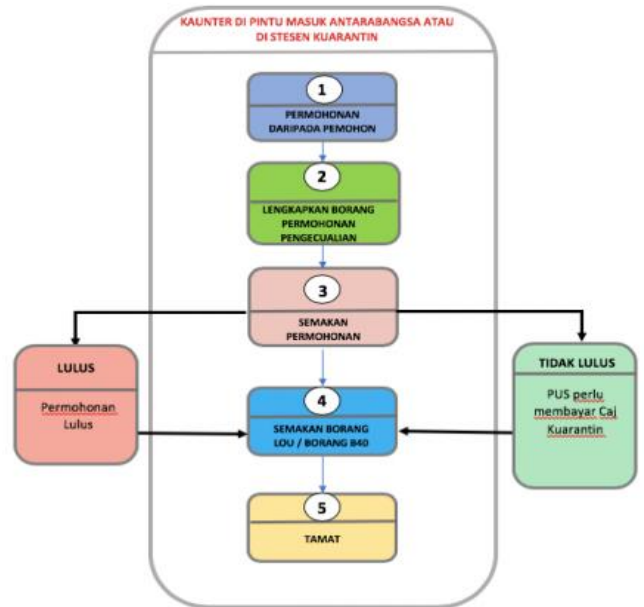 KAUNTER DI PINTU MASUK ANTARABANGSA ATAU
DI STESEN KUARANTIN
1
PERMOHONAN
DARIPADA PEMOHON
2
LENGKAPKAN BORANG
PERMOHONAN
PENGECUALIAN
3
SEMAKAN
PERMOHONAN
LULUS
Permohonan
Lulus
TIDAK LULUS
PUS perlu
membayar Caj
Kuarantin
4
SEMAKAN BORANG
LOU / BORANG B40
5
TAMAT